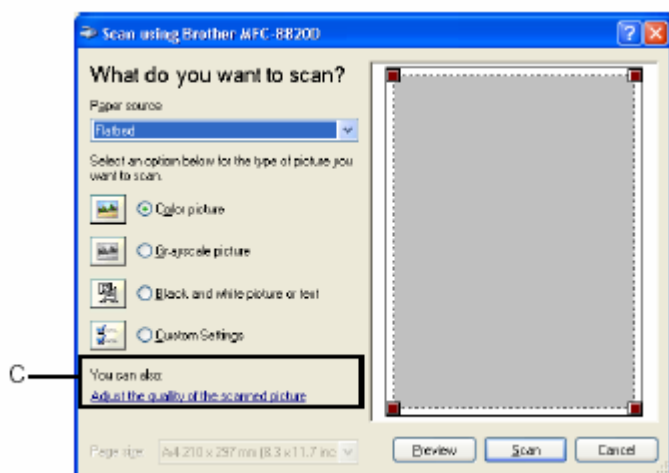 Scan using Brother MFC-8820D
What do you want to scan?
Paper source
Flatbed
Select an option below for the type of picture you
want to scan.
Color picture
Grayscale picture
Black and white picture or text
Custom Settings
C
You can also:
Adjust the quality of the scanned picture
Page size: A4 210 x 297 mm (8.3 x 11.7 inc
Preview
Scan
Cancel